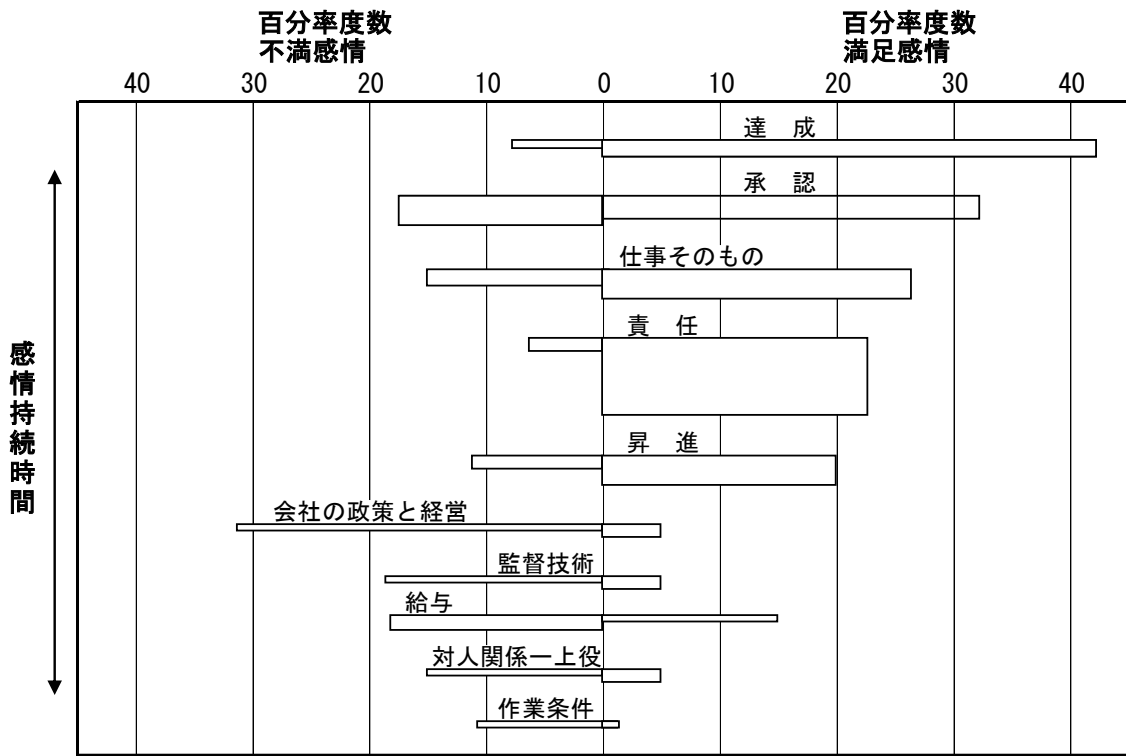 百分率度数
不満感情
百分率度数
満足感情
40 30 20 10 0 10 20 30 40
達　成
承　認
仕事そのもの
責　任
昇　進
会社の政策と経営
監督技術
給与
対人関係―上役
作業条件
感情持続時間